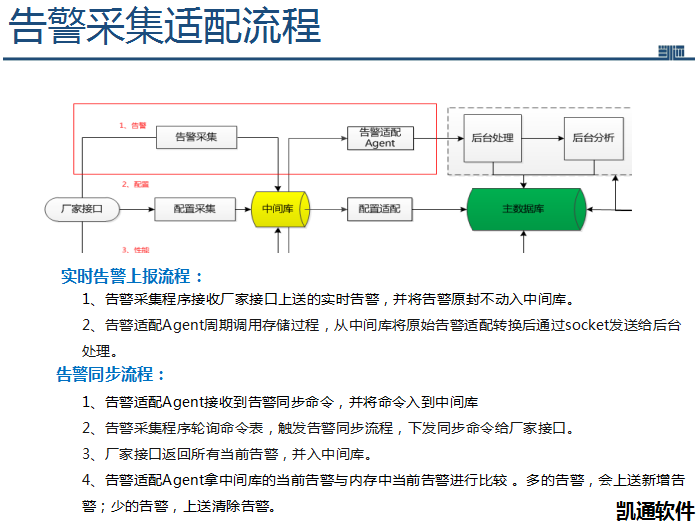 告警采集适配流程
1、告警
告警采集
告警适配
Agent
后台处理
后台分析
2、配置
厂家接口
配置采集
中间库
配置适配
主数据库
3、性能
实时告警上报流程：
1、告警采集程序接收厂家接口上送的实时告警，并将告警原封不动入中间库。
2、告警适配Agent周期调用存储过程，从中间库将原始告警适配转换后通过socket发送给后台
处理。
告警同步流程：
1、告警适配Agent接收到告警同步命令，并将命令入到中间库
2、告警采集程序轮询命令表，触发告警同步流程，下发同步命令给厂家接口。
3、厂家接口返回所有当前告警，并入中间库。
4、告警适配Agent拿中间库的当前告警与内存中当前告警进行比较 。多的告警，会上送新增告
警；少的告警，上送清除告警。
凯通软件